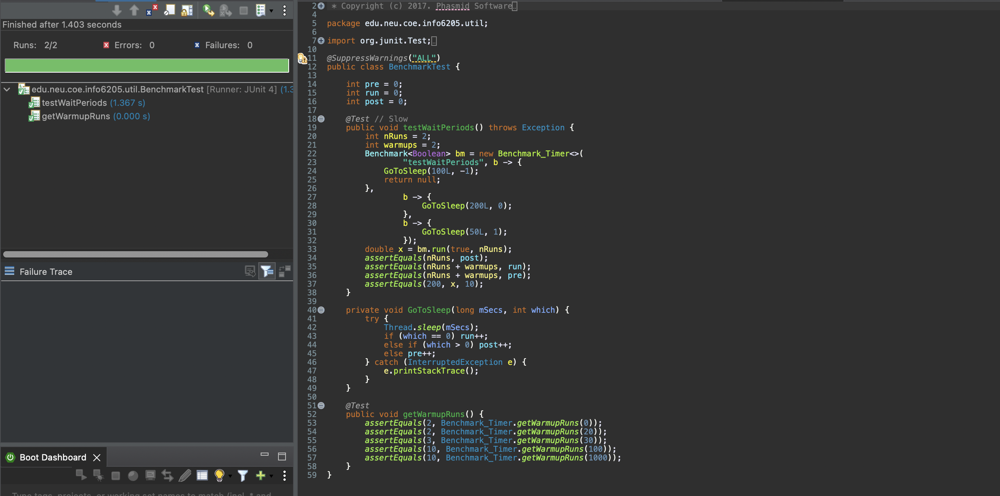 Finished after 1.403 seconds
Runs: 2/2 Errors: 0 Failures: 0
edu.neu.coe.info6205.util.BenchmarkTest [Runner: JUnit 4] (1.3
testWaitPeriods (1.367 s)
getWarmupRuns (0.000 s)
Failure Trace
Boot Dashboard
Type tags, projects, or working set names to match (incl. * and
2 * Copyright (c) 2017. Phasmid Software
4
5 package edu.neu.coe.info6205.util;
6
7 import org.junit.Test;
10
11 @SuppressWarnings("ALL")
12 public class BenchmarkTest {
13
14     int pre = 0;
15     int run = 0;
16     int post = 0;
17
18     @Test // Slow
19     public void testWaitPeriods() throws Exception {
20         int nRuns = 2;
21         int warmups = 2;
22         Benchmark<Boolean> bm = new Benchmark_Timer<>(
23                 "testWaitPeriods", b -> {
24             GoToSleep(100L, -1);
25             return null;
26         },
27                 b -> {
28                     GoToSleep(200L, 0);
29                 },
30                 b -> {
31                     GoToSleep(50L, 1);
32                 });
33         double x = bm.run(true, nRuns);
34         assertEquals(nRuns, post);
35         assertEquals(nRuns + warmups, run);
36         assertEquals(nRuns + warmups, pre);
37         assertEquals(200, x, 10);
38     }
39
40     private void GoToSleep(long mSecs, int which) {
41         try {
42             Thread.sleep(mSecs);
43             if (which == 0) run++;
44             else if (which > 0) post++;
45             else pre++;
46         } catch (InterruptedException e) {
47             e.printStackTrace();
48         }
49     }
50
51     @Test
52     public void getWarmupRuns() {
53         assertEquals(2, Benchmark_Timer.getWarmupRuns(0));
54         assertEquals(2, Benchmark_Timer.getWarmupRuns(20));
55         assertEquals(3, Benchmark_Timer.getWarmupRuns(30));
56         assertEquals(10, Benchmark_Timer.getWarmupRuns(100));
57         assertEquals(10, Benchmark_Timer.getWarmupRuns(1000));
58     }
59 }